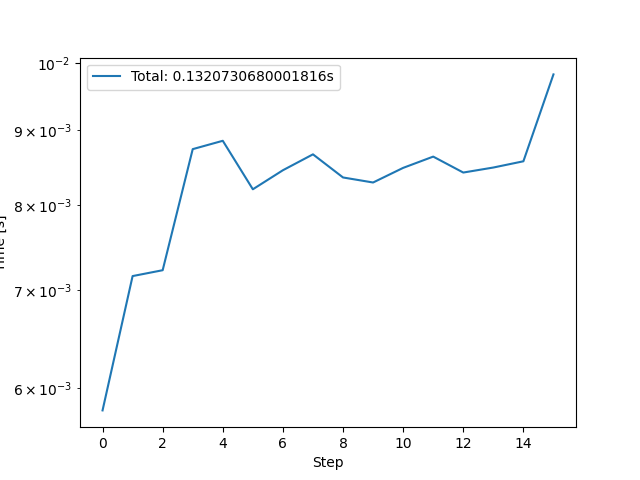 Total: 0.1320730680001816s
10⁻²
9 × 10⁻³
8 × 10⁻³
7 × 10⁻³
6 × 10⁻³
Time [s]
0 2 4 6 8 10 12 14
Step